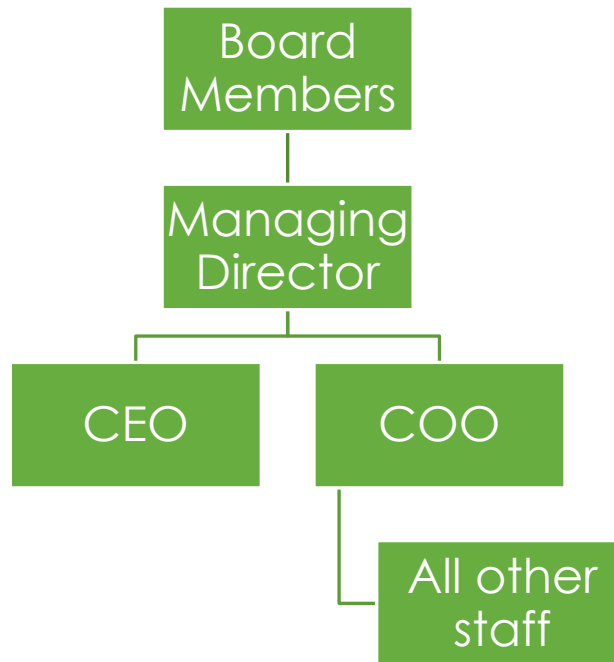 Board
Members
Managing
Director
CEO
COO
All other
staff